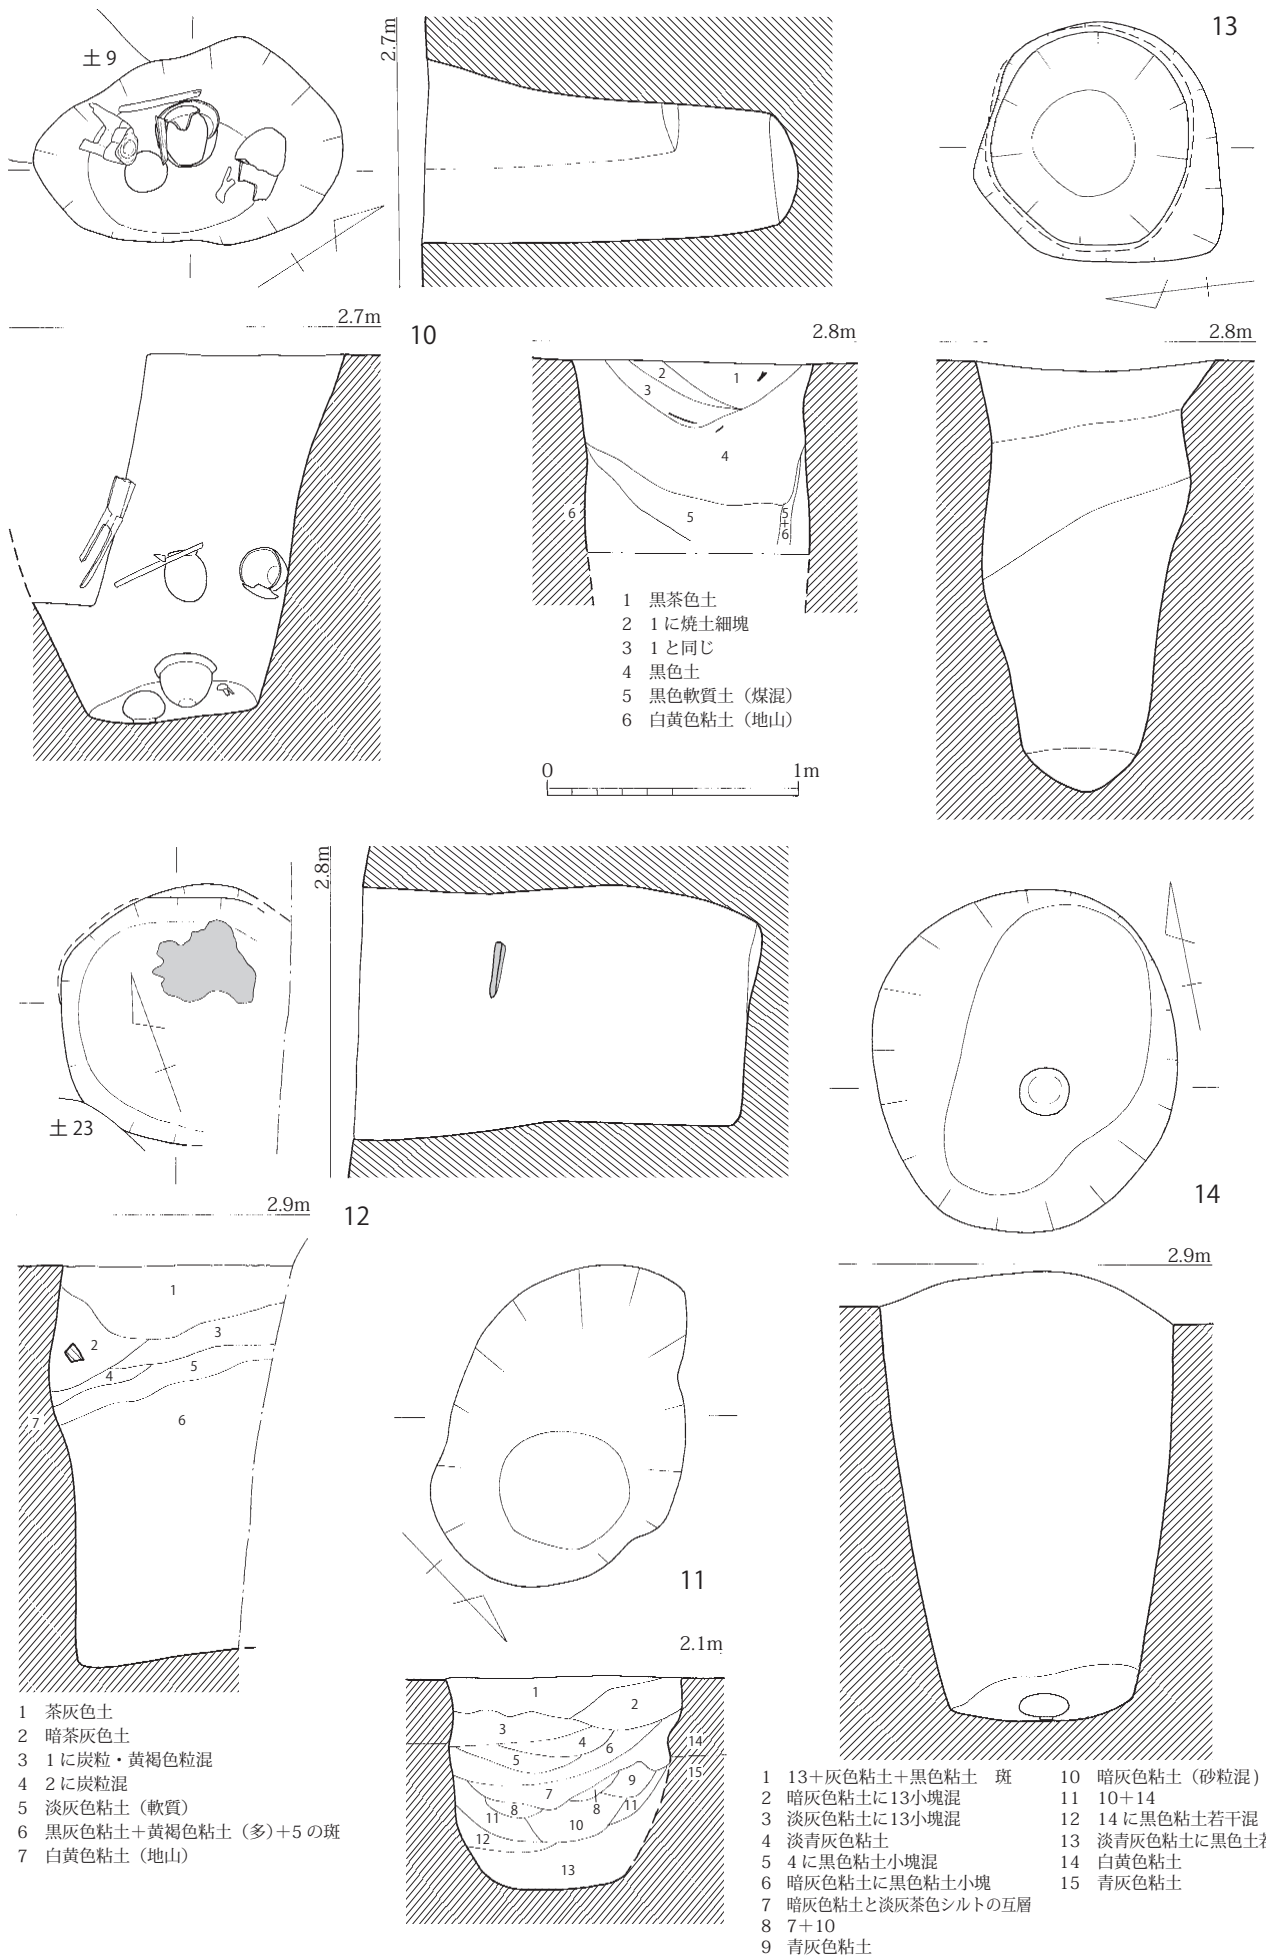 土 9
2.7m
13
2.7m
10
2.8m
2.8m
1
2
3
4
5
6
5
+
6
1 黒茶色土
2 1に焼土細塊
3 1と同じ
4 黒色土
5 黒色軟質土（煤混）
6 白黄色粘土（地山）
0 1m
2.8m
土 23
14
2.9m
12
2.9m
1
2
3
4
5
6
7
11
2.1m
1
2
3
4
5
6
7
8
8
9
10
11
11
12
13
14
15
1 茶灰色土
2 暗茶灰色土
3 1に炭粒・黄褐色粒混
4 2に炭粒混
5 淡灰色粘土（軟質）
6 黒灰色粘土＋黄褐色粘土（多）＋5 の斑
7 白黄色粘土（地山）
1 13＋灰色粘土＋黒色粘土 斑
2 暗灰色粘土に13小塊混
3 淡灰色粘土に13小塊混
4 淡青灰色粘土
5 4に黒色粘土小塊混
6 暗灰色粘土に黒色粘土小塊
7 暗灰色粘土と淡灰茶色シルトの互層
8 7＋10
9 青灰色粘土
10 暗灰色粘土（砂粒混）
11 10＋14
12 14に黒色粘土若干混
13 淡青灰色粘土に黒色土
14 白黄色粘土
15 青灰色粘土